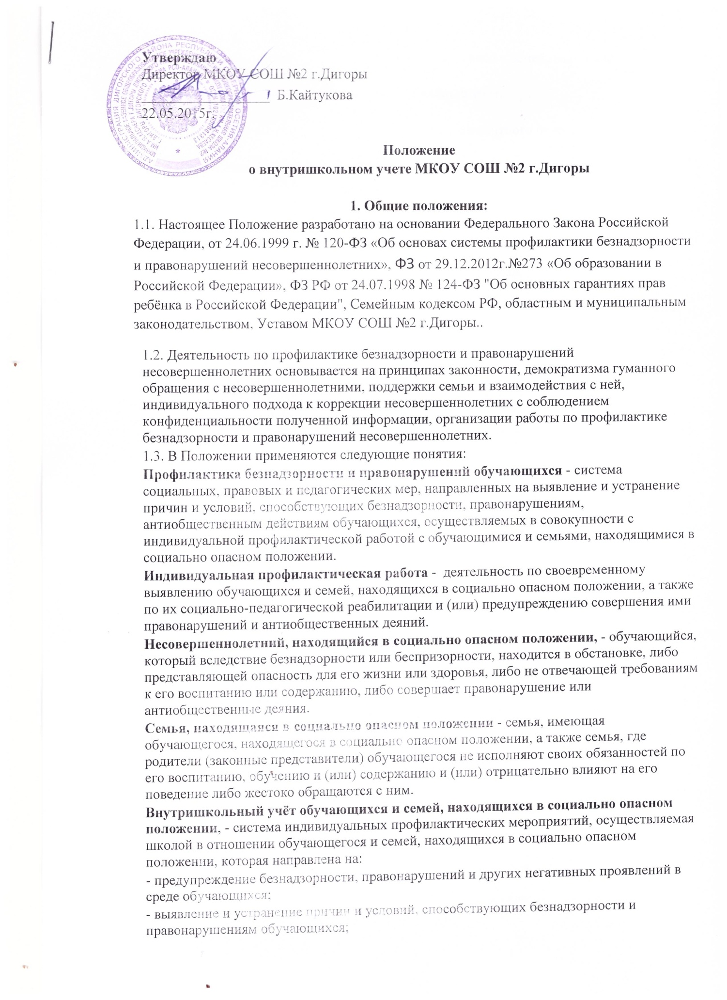 Утверждаю
Директор МКОУ СОШ №2 г.Дигоры
Б.Кайтукова
22.05.2015г.
Положение
о внутришкольном учете МКОУ СОШ №2 г.Дигоры
1. Общие положения:
1.1. Настоящее Положение разработано на основании Федерального Закона Российской
Федерации, от 24.06.1999 г. № 120-ФЗ «Об основах системы профилактики безнадзорности
и правонарушений несовершеннолетних», ФЗ от 29.12.2012г.№273 «Об образовании в
Российской Федерации», ФЗ РФ от 24.07.1998 № 124-ФЗ "Об основных гарантиях прав
ребёнка в Российской Федерации", Семейным кодексом РФ, областным и муниципальным
законодательством, Уставом МКОУ СОШ №2 г.Дигоры..
1.2. Деятельность по профилактике безнадзорности и правонарушений
несовершеннолетних основывается на принципах законности, демократизма гуманного
обращения с несовершеннолетними, поддержки семьи и взаимодействия с ней,
индивидуального подхода к коррекции несовершеннолетних с соблюдением
конфиденциальности полученной информации, организации работы по профилактике
безнадзорности и правонарушений несовершеннолетних.
1.3. В Положении применяются следующие понятия:
Профилактика безнадзорности и правонарушений обучающихся - система
социальных, правовых и педагогических мер, направленных на выявление и устранение
причин и условий, способствующих безнадзорности, правонарушениям,
антиобщественным действиям обучающихся, осуществляемых в совокупности с
индивидуальной профилактической работой с обучающимися и семьями, находящимися в
социально опасном положении.
Индивидуальная профилактическая работа - деятельность по своевременному
выявлению обучающихся и семей, находящихся в социально опасном положении, а также
по их социально-педагогической реабилитации и (или) предупреждению совершения ими
правонарушений и антиобщественных деяний.
Несовершеннолетний, находящийся в социально опасном положении, - обучающийся,
который вследствие безнадзорности или беспризорности, находится в обстановке, либо
представляющей опасность для его жизни или здоровья, либо не отвечающей требованиям
к его воспитанию или содержанию, либо совершает правонарушение или
антиобщественные деяния.
Семья, находящаяся в социально опасном положении - семья, имеющая
обучающегося, находящегося в социально опасном положении, а также семья, где
родители (законные представители) обучающегося не исполняют своих обязанностей по
его воспитанию, обучению и (или) содержанию и (или) отрицательно влияют на его
поведение либо жестоко обращаются с ним.
Внутришкольный учёт обучающихся и семей, находящихся в социально опасном
положении, - система индивидуальных профилактических мероприятий, осуществляемая
школой в отношении обучающегося и семей, находящихся в социально опасном
положении, которая направлена на:
- предупреждение безнадзорности, правонарушений и других негативных проявлений в
среде обучающихся;
- выявление и устранение причин и условий, способствующих безнадзорности и
правонарушениям обучающихся;